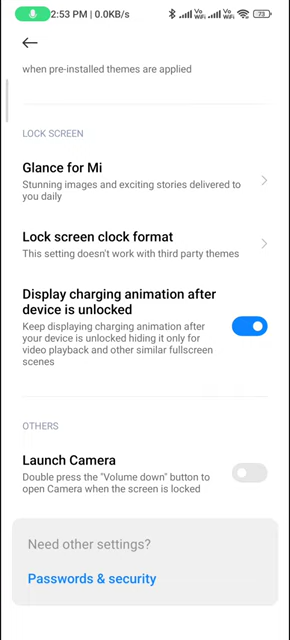 2:53 PM | 0.0KB/s Vo WiFi Vo WiFi 73
when pre-installed themes are applied
LOCK SCREEN
Glance for Mi
Stunning images and exciting stories delivered to
you daily
Lock screen clock format
This setting doesn't work with third party themes
Display charging animation after
device is unlocked
Keep displaying charging animation after
your device is unlocked hiding it only for
video playback and other similar fullscreen
scenes
OTHERS
Launch Camera
Double press the "Volume down" button to
open Camera when the screen is locked
Need other settings?
Passwords & security